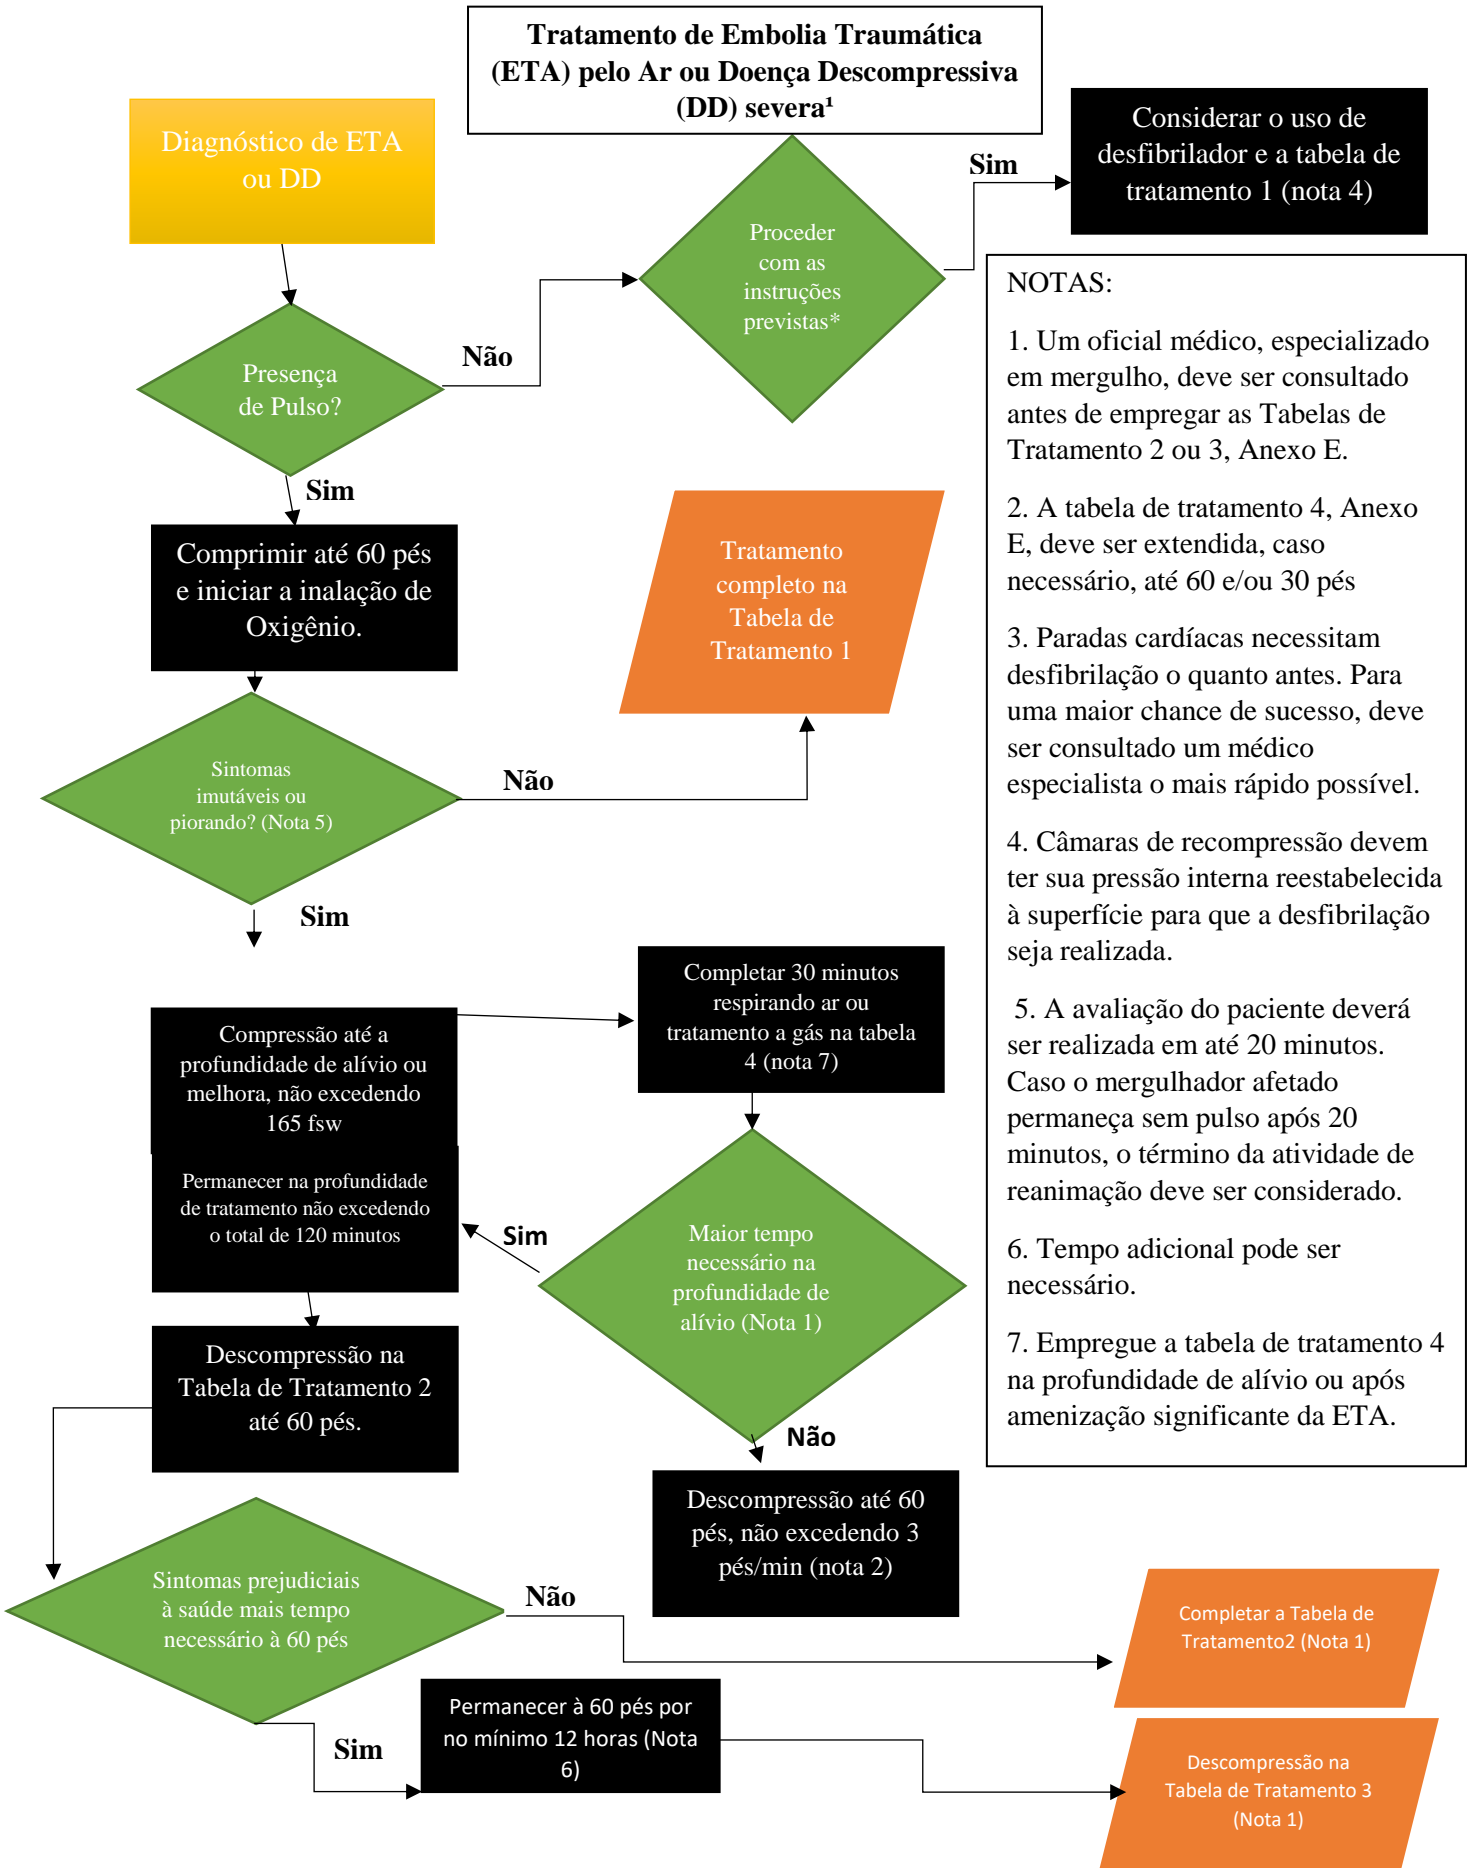 Tratamento de Embolia Traumática
(ETA) pelo Ar ou Doença Descompressiva
(DD) severa¹
Diagnóstico de ETA
ou DD
Sim
Considerar o uso de
desfibrilador e a tabela de
tratamento 1 (nota 4)
Proceder
com as
instruções
previstas*
Não
Presença
de Pulso?
Sim
Comprimir até 60 pés
e iniciar a inalação de
Oxigênio.
Tratamento
completo na
Tabela de
Tratamento 1
Sintomas
imutáveis ou
piorando? (Nota 5)
Não
Sim
Compressão até a
profundidade de alívio ou
melhora, não excedendo
165 fsw
Completar 30 minutos
respirando ar ou
tratamento a gás na tabela
4 (nota 7)
Permanecer na profundidade
de tratamento não excedendo
o total de 120 minutos
Sim
Maior tempo
necessário na
profundidade de
alívio (Nota 1)
Descompressão na
Tabela de Tratamento 2
até 60 pés.
Não
Descompressão até 60
pés, não excedendo 3
pés/min (nota 2)
Sintomas prejudiciais
à saúde mais tempo
necessário à 60 pés
Não
Completar a Tabela de
Tratamento2 (Nota 1)
Sim
Permanecer à 60 pés por
no mínimo 12 horas (Nota
6)
Descompressão na
Tabela de Tratamento 3
(Nota 1)
NOTAS:
1. Um oficial médico, especializado
em mergulho, deve ser consultado
antes de empregar as Tabelas de
Tratamento 2 ou 3, Anexo E.
2. A tabela de tratamento 4, Anexo
E, deve ser extendida, caso
necessário, até 60 e/ou 30 pés
3. Paradas cardíacas necessitam
desfibrilação o quanto antes. Para
uma maior chance de sucesso, deve
ser consultado um médico
especialista o mais rápido possível.
4. Câmaras de recompressão devem
ter sua pressão interna reestabelecida
à superfície para que a desfibrilação
seja realizada.
5. A avaliação do paciente deverá
ser realizada em até 20 minutos.
Caso o mergulhador afetado
permaneça sem pulso após 20
minutos, o término da atividade de
reanimação deve ser considerado.
6. Tempo adicional pode ser
necessário.
7. Empregue a tabela de tratamento 4
na profundidade de alívio ou após
amenização significante da ETA.